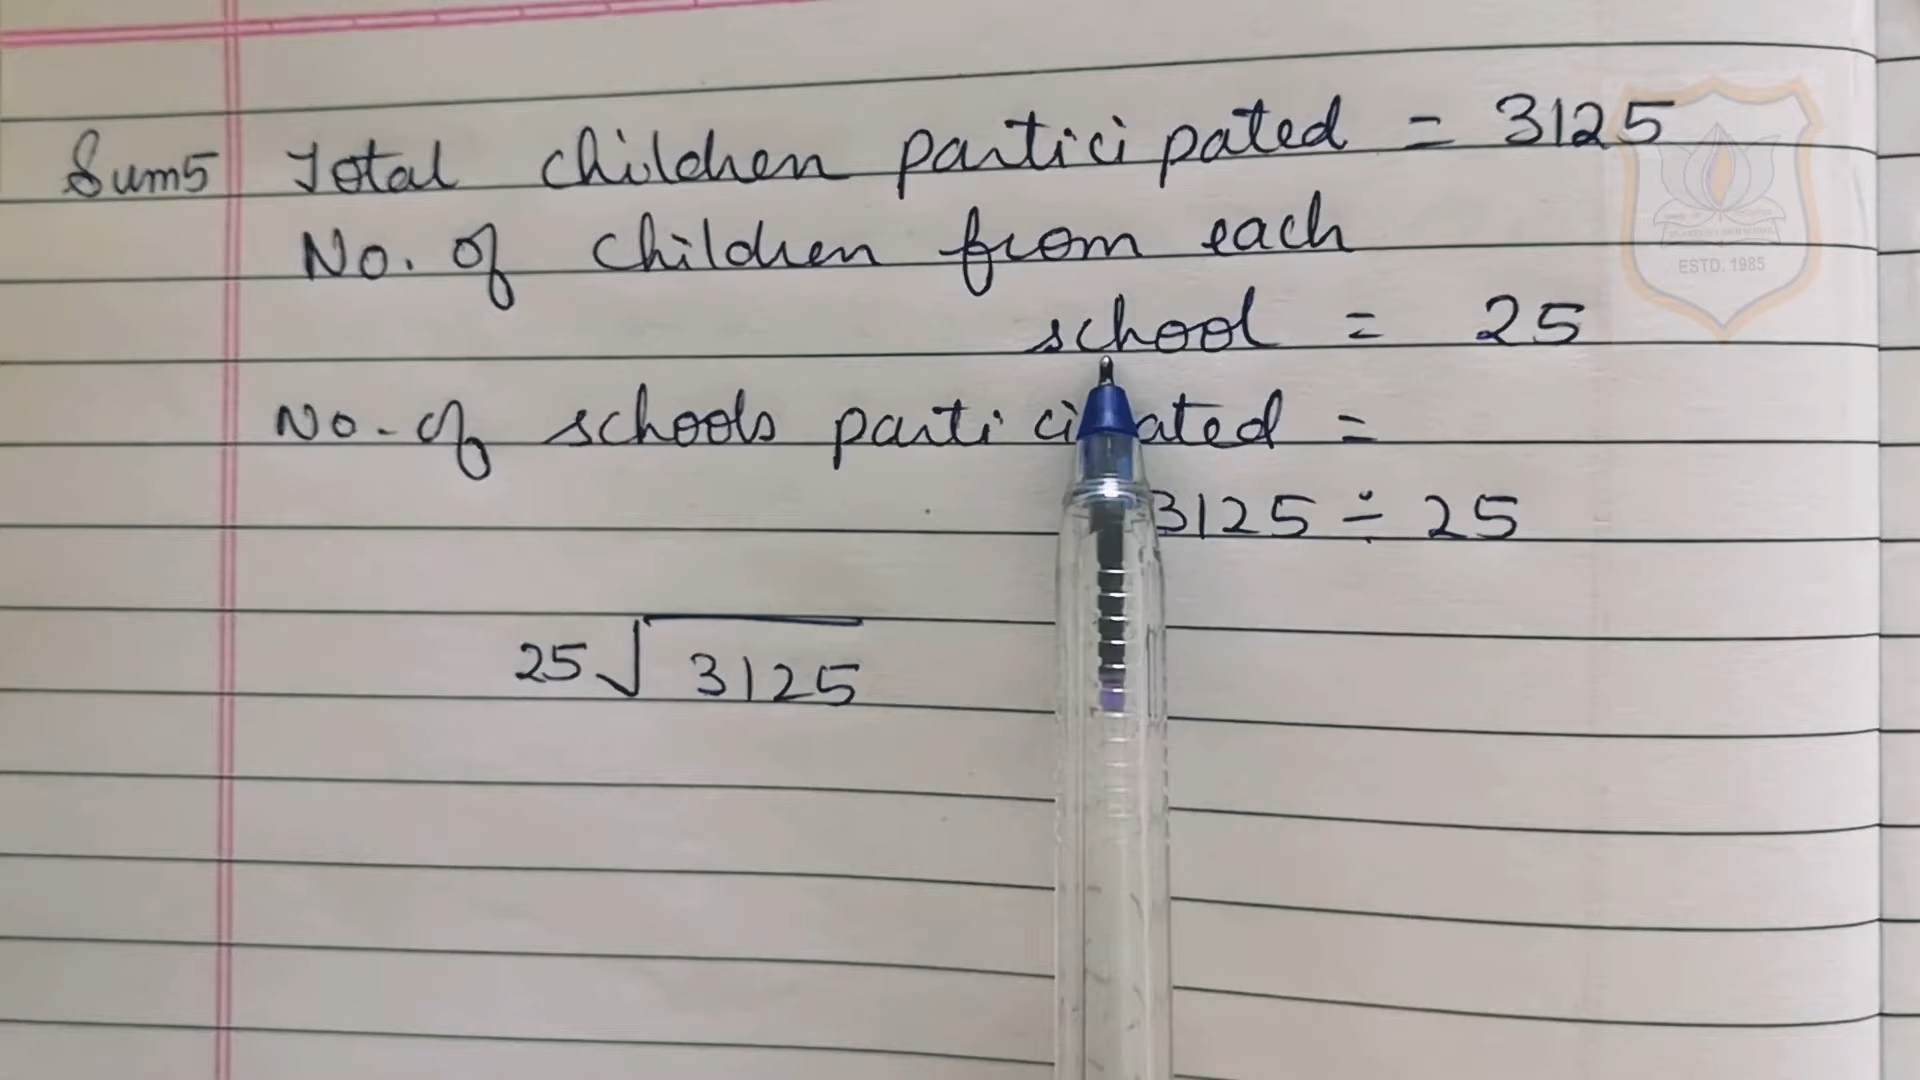 Sum5 Total children participated = 3125
No. of children from each
school = 25
No. of schools participated =
3125 ÷ 25
25√3125
ESTD. 1985